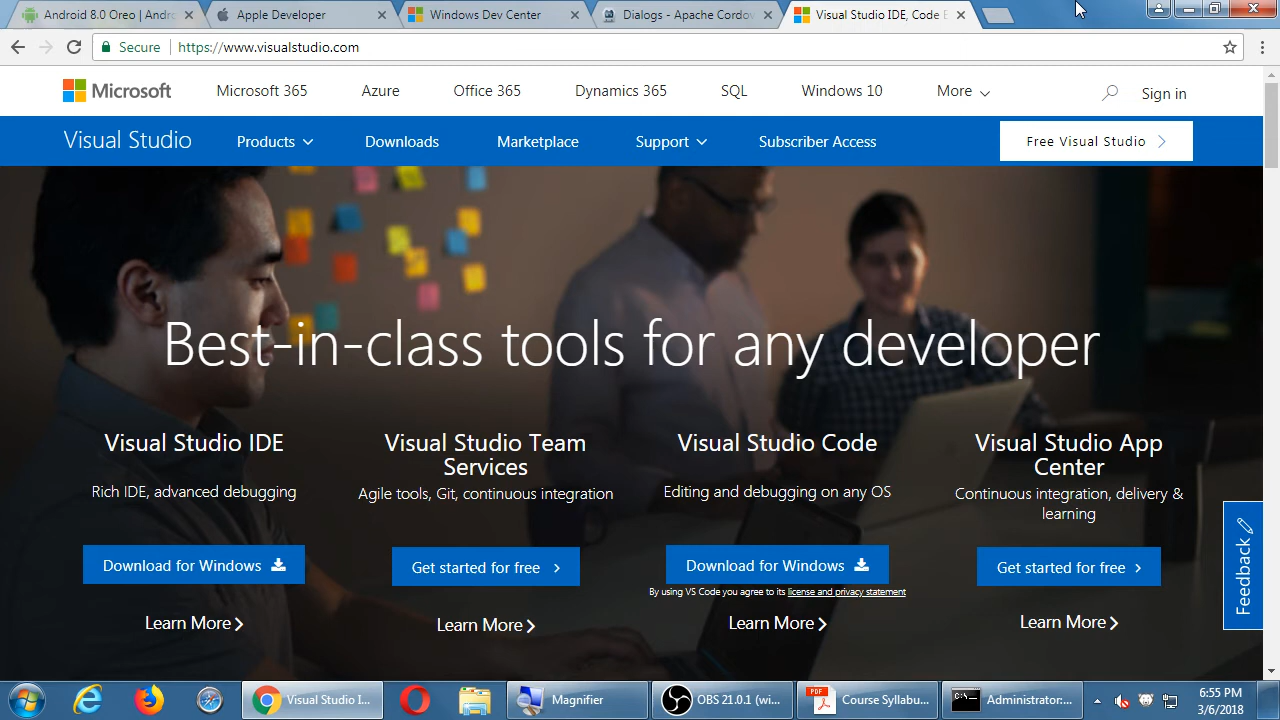 Android 8.0 Oreo | Andro
Apple Developer
Windows Dev Center
Dialogs - Apache Cordov
Visual Studio IDE, Code E
Secure
https://www.visualstudio.com
Microsoft
Microsoft 365
Azure
Office 365
Dynamics 365
SQL
Windows 10
More
Sign in
Visual Studio
Products
Downloads
Marketplace
Support
Subscriber Access
Free Visual Studio
Best-in-class tools for any developer
Visual Studio IDE
Rich IDE, advanced debugging
Download for Windows
Learn More
Visual Studio Team
Services
Agile tools, Git, continuous integration
Get started for free
Learn More
Visual Studio Code
Editing and debugging on any OS
Download for Windows
By using VS Code you agree to its license and privacy statement
Learn More
Visual Studio App
Center
Continuous integration, delivery &
learning
Get started for free
Learn More
Feedback
Visual Studio I...
Magnifier
OBS 21.0.1 (wi...
PDF
Course Syllabu...
C:\
Administrator:...
6:55 PM
3/6/2018